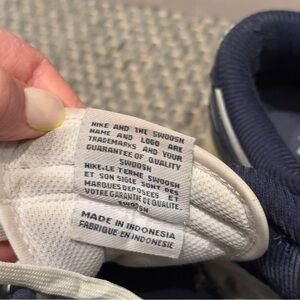 NIKE AND THE SWOOSH
NAME AND LOGO ARE
TRADEMARKS AND YOUR
GUARANTEE OF QUALITY
SWOOSH
NIKE,LE TERME SWOOSH
ET SON SIGLE SONT DES
MARQUES DEPOSEES ET
VOTRE GARANTIE DE QUALITE.
SWOOSH
MADE IN INDONESIA
FABRIQUE EN INDONESIE